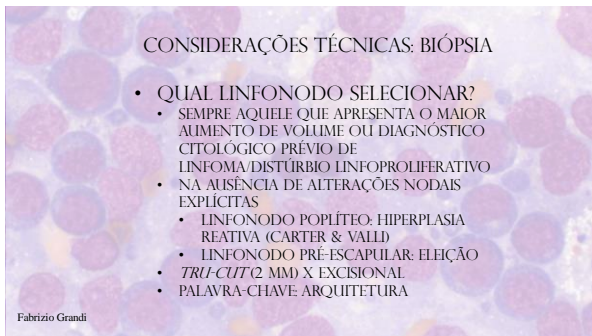 CONSIDERAÇÕES TÉCNICAS: BIÓPSIA
• QUAL LINFONODO SELECIONAR?
• SEMPRE AQUELE QUE APRESENTA O MAIOR
AUMENTO DE VOLUME OU DIAGNÓSTICO
CITOLÓGICO PRÉVIO DE
LINFOMA/DISTÚRBIO LINFOPROLIFERATIVO
• NA AUSÊNCIA DE ALTERAÇÕES NODAIS
EXPLÍCITAS
• LINFONODO POPLÍTEO: HIPERPLASIA
REATIVA (CARTER & VALLI)
• LINFONODO PRÉ-ESCAPULAR: ELEIÇÃO
• TRU-CUT (2 MM) X EXCISIONAL
• PALAVRA-CHAVE: ARQUITETURA
Fabrizio Grandi